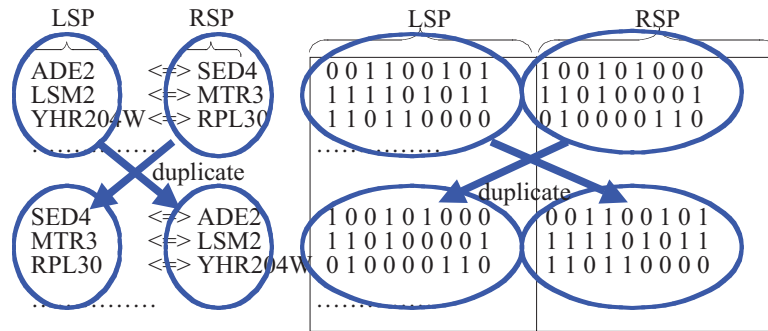 LSP RSP LSP RSP
ADE2 <=> SED4 0 0 1 1 0 0 1 0 1 1 0 0 1 0 1 0 0 0
LSM2 <=> MTR3 1 1 1 1 0 1 0 1 1 1 1 0 1 0 0 0 0 1
YHR204W <=> RPL30 1 1 0 1 1 0 0 0 0 0 1 0 0 0 0 1 1 0
…………… ……………
duplicate duplicate
SED4 <=> ADE2 1 0 0 1 0 1 0 0 0 0 0 1 1 0 0 1 0 1
MTR3 <=> LSM2 1 1 0 1 0 0 0 0 1 1 1 1 1 0 1 0 1 1
RPL30 <=> YHR204W 0 1 0 0 0 0 1 1 0 1 1 0 1 1 0 0 0 0
…………… ……………